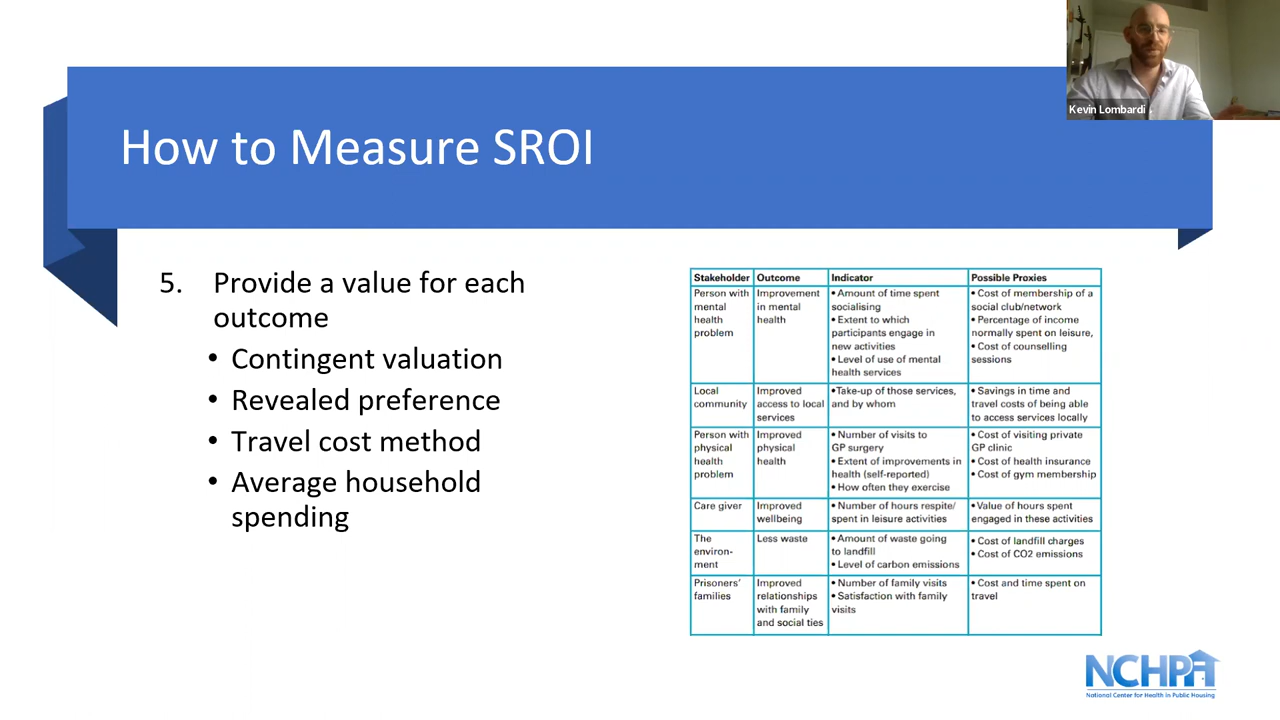 Kevin Lombardi
How to Measure SROI
5. Provide a value for each
outcome
• Contingent valuation
• Revealed preference
• Travel cost method
• Average household
spending
Stakeholder Outcome Indicator Possible Proxies
Person with
mental
health
problem
Improvement
in mental
health
• Amount of time spent
socialising
• Extent to which
participants engage in
new activities
• Level of use of mental
health services
• Cost of membership of a
social club/network
• Percentage of income
normally spent on leisure,
• Cost of counselling
sessions
Local
community
Improved
access to local
services
•Take-up of those services,
and by whom
• Savings in time and
travel costs of being able
to access services locally
Person with
physical
health
problem
Improved
physical
health
• Number of visits to
GP surgery
• Extent of improvements in
health (self-reported)
• How often they exercise
• Cost of visiting private
GP clinic
• Cost of health insurance
• Cost of gym membership
Care giver
Improved
wellbeing
• Number of hours respite/
spent in leisure activities
•Value of hours spent
engaged in these activities
The
environ-
ment
Less waste
• Amount of waste going
to landfill
• Level of carbon emissions
• Cost of landfill charges
• Cost of CO2 emissions
Prisoners'
families
Improved
relationships
with family
and social ties
• Number of family visits
• Satisfaction with family
visits
• Cost and time spent on
travel
NCHPH
National Center for Health in Public Housing